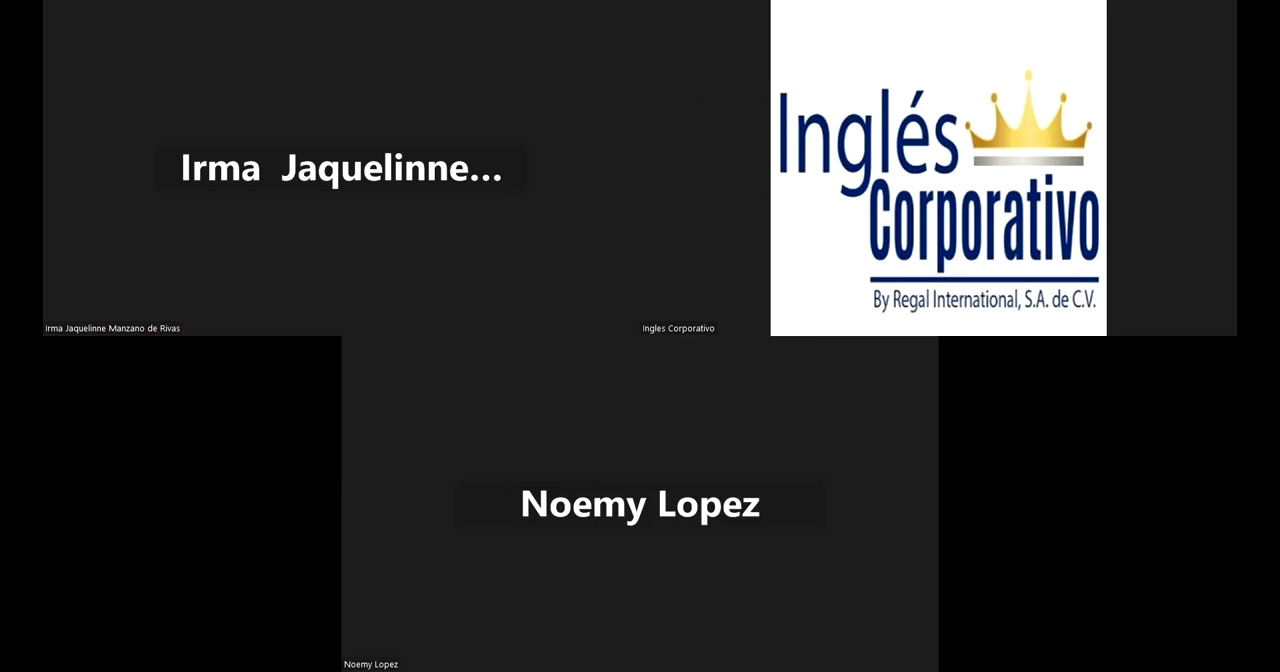 Irma Jaquelinne...
Irma Jaquelinne Manzano de Rivas
Inglés
Corporativo
By Regal International, S.A. de C.V.
Ingles Corporativo
Noemy Lopez
Noemy Lopez